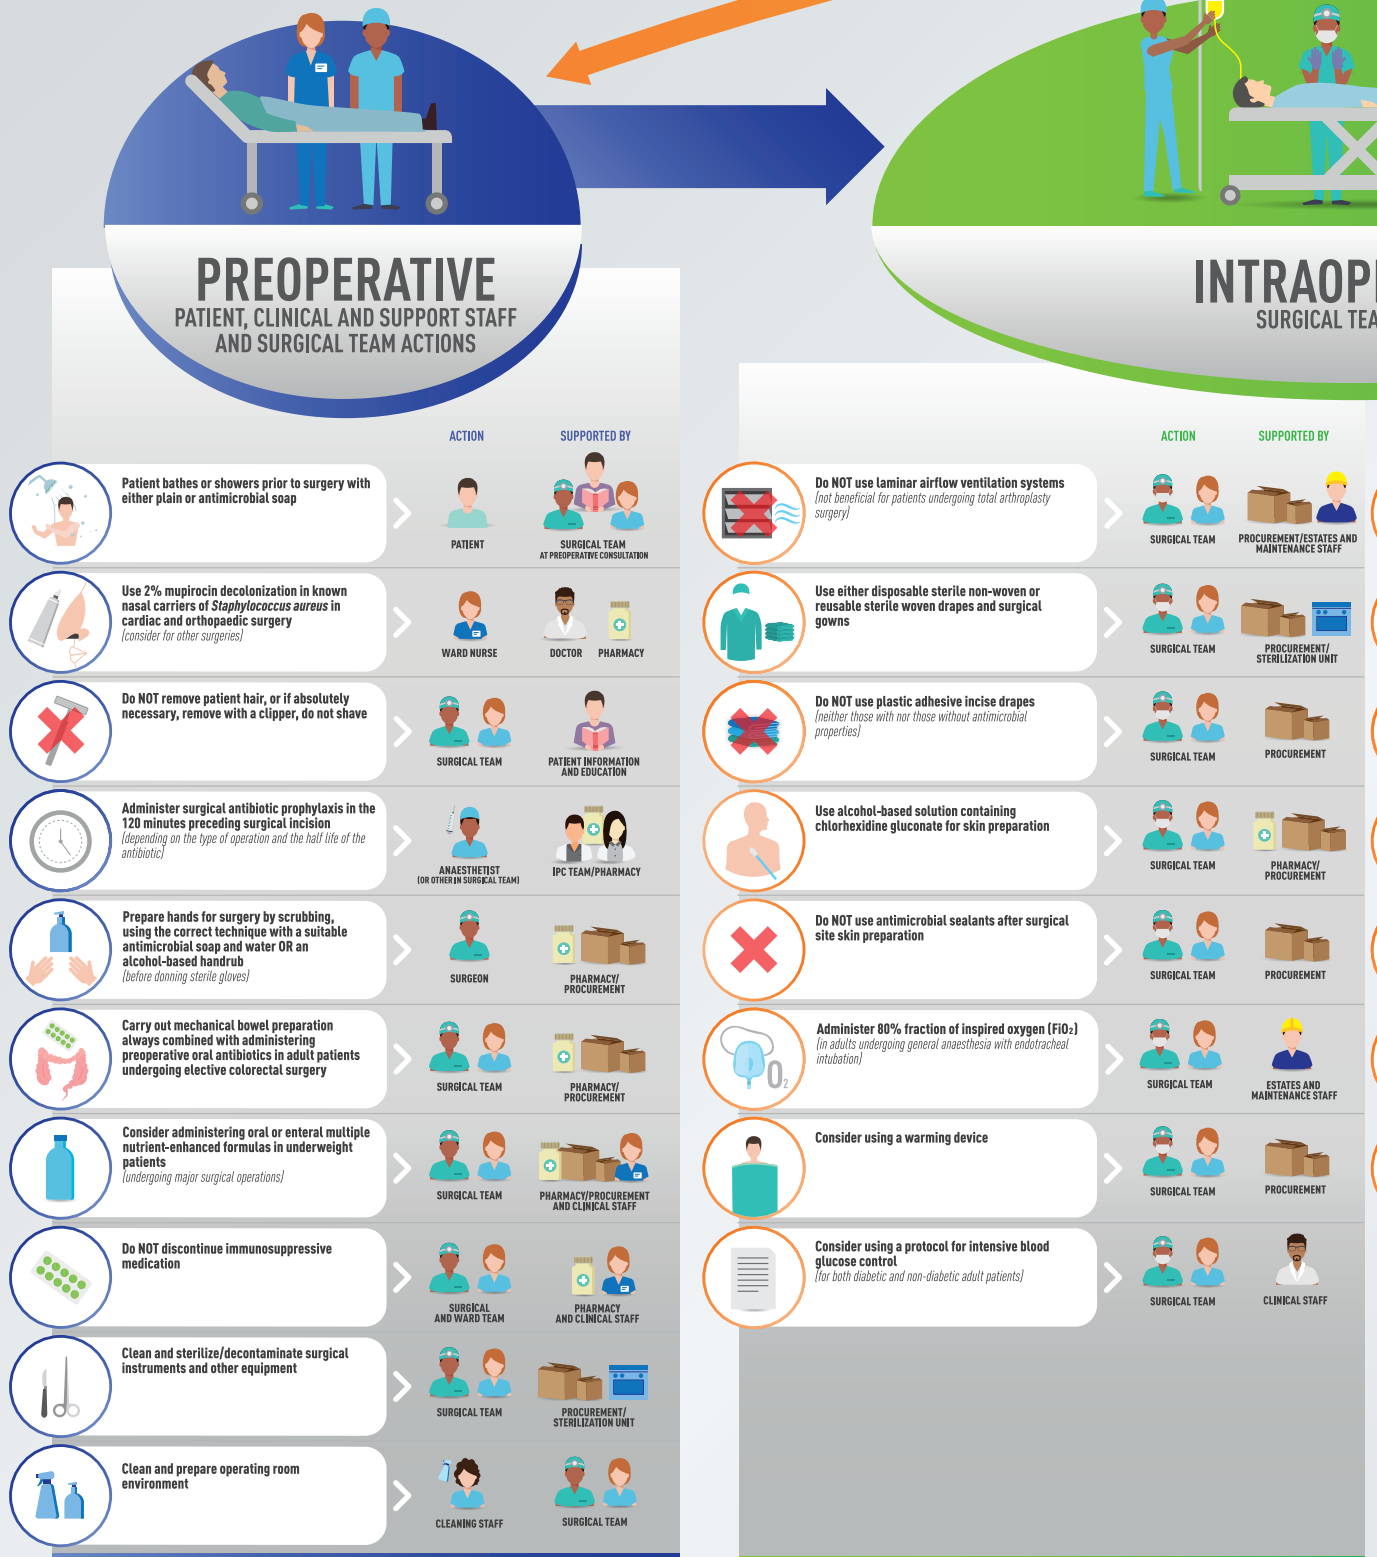 PREOPERATIVE
PATIENT, CLINICAL AND SUPPORT STAFF
AND SURGICAL TEAM ACTIONS
ACTION
SUPPORTED BY
Patient bathes or showers prior to surgery with
either plain or antimicrobial soap
PATIENT
SURGICAL TEAM
AT PREOPERATIVE CONSULTATION
Use 2% mupirocin decolonization in known
nasal carriers of Staphylococcus aureus in
cardiac and orthopaedic surgery
(consider for other surgeries)
WARD NURSE
DOCTOR
PHARMACY
Do NOT remove patient hair, or if absolutely
necessary, remove with a clipper, do not shave
SURGICAL TEAM
PATIENT INFORMATION
AND EDUCATION
Administer surgical antibiotic prophylaxis in the
120 minutes preceding surgical incision
(depending on the type of operation and the half life of the
antibiotic)
ANAESTHETIST
(OR OTHER IN SURGICAL TEAM)
IPC TEAM/PHARMACY
Prepare hands for surgery by scrubbing,
using the correct technique with a suitable
antimicrobial soap and water OR an
alcohol-based handrub
(before donning sterile gloves)
SURGEON
PHARMACY/
PROCUREMENT
Carry out mechanical bowel preparation
always combined with administering
preoperative oral antibiotics in adult patients
undergoing elective colorectal surgery
SURGICAL TEAM
PHARMACY/
PROCUREMENT
Consider administering oral or enteral multiple
nutrient-enhanced formulas in underweight
patients
(undergoing major surgical operations)
SURGICAL TEAM
PHARMACY/PROCUREMENT
AND CLINICAL STAFF
Do NOT discontinue immunosuppressive
medication
SURGICAL
AND WARD TEAM
PHARMACY
AND CLINICAL STAFF
Clean and sterilize/decontaminate surgical
instruments and other equipment
SURGICAL TEAM
PROCUREMENT/
STERILIZATION UNIT
Clean and prepare operating room
environment
CLEANING STAFF
SURGICAL TEAM
INTRAOP
SURGICAL TEA
ACTION
SUPPORTED BY
Do NOT use laminar airflow ventilation systems
(not beneficial for patients undergoing total arthroplasty
surgery)
SURGICAL TEAM
PROCUREMENT/ESTATES AND
MAINTENANCE STAFF
Use either disposable sterile non-woven or
reusable sterile woven drapes and surgical
gowns
SURGICAL TEAM
PROCUREMENT/
STERILIZATION UNIT
Do NOT use plastic adhesive incise drapes
(neither those with nor those without antimicrobial
properties)
SURGICAL TEAM
PROCUREMENT
Use alcohol-based solution containing
chlorhexidine gluconate for skin preparation
SURGICAL TEAM
PHARMACY/
PROCUREMENT
Do NOT use antimicrobial sealants after surgical
site skin preparation
SURGICAL TEAM
PROCUREMENT
O₂
Administer 80% fraction of inspired oxygen (FiO₂)
(in adults undergoing general anaesthesia with endotracheal
intubation)
SURGICAL TEAM
ESTATES AND
MAINTENANCE STAFF
Consider using a warming device
SURGICAL TEAM
PROCUREMENT
Consider using a protocol for intensive blood
glucose control
(for both diabetic and non-diabetic adult patients)
SURGICAL TEAM
CLINICAL STAFF